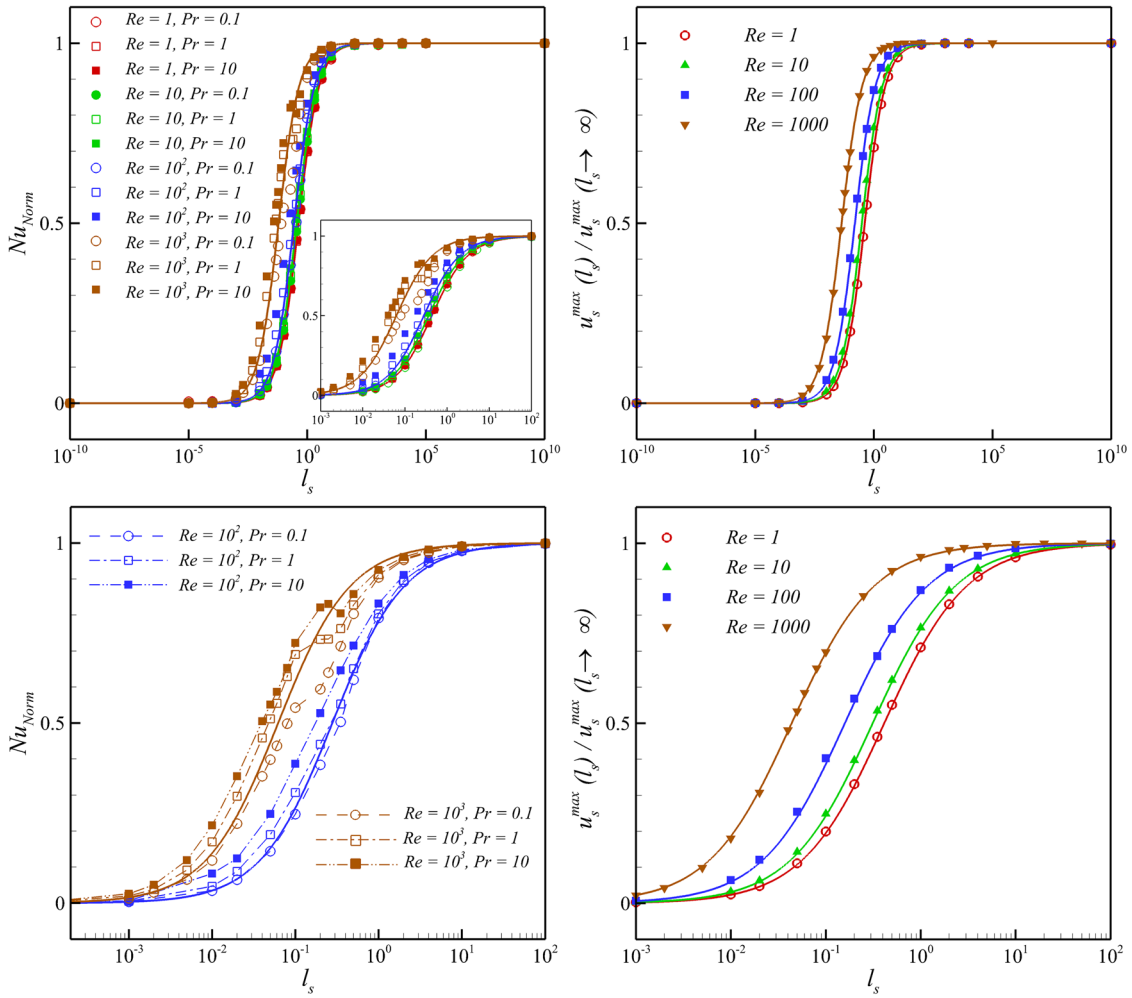 Re = 1, Pr = 0.1
Re = 1, Pr = 1
Re = 1, Pr = 10
Re = 10, Pr = 0.1
Re = 10, Pr = 1
Re = 10, Pr = 10
Re = 10², Pr = 0.1
Re = 10², Pr = 1
Re = 10², Pr = 10
Re = 10³, Pr = 0.1
Re = 10³, Pr = 1
Re = 10³, Pr = 10
Nu_Norm
1
0.5
0
10⁻¹⁰ 10⁻⁵ 10⁰ 10⁵ 10¹⁰
l_s
1
0.5
0
10⁻³ 10⁻² 10⁻¹ 10⁰ 10¹ 10²
Re = 1
Re = 10
Re = 100
Re = 1000
u_s^max (l_s) / u_s^max (l_s → ∞)
1
0.5
0
10⁻¹⁰ 10⁻⁵ 10⁰ 10⁵ 10¹⁰
l_s
Re = 10², Pr = 0.1
Re = 10², Pr = 1
Re = 10², Pr = 10
Re = 10³, Pr = 0.1
Re = 10³, Pr = 1
Re = 10³, Pr = 10
Nu_Norm
1
0.5
0
10⁻³ 10⁻² 10⁻¹ 10⁰ 10¹ 10²
l_s
Re = 1
Re = 10
Re = 100
Re = 1000
u_s^max (l_s) / u_s^max (l_s → ∞)
1
0.5
0
10⁻³ 10⁻² 10⁻¹ 10⁰ 10¹ 10²
l_s